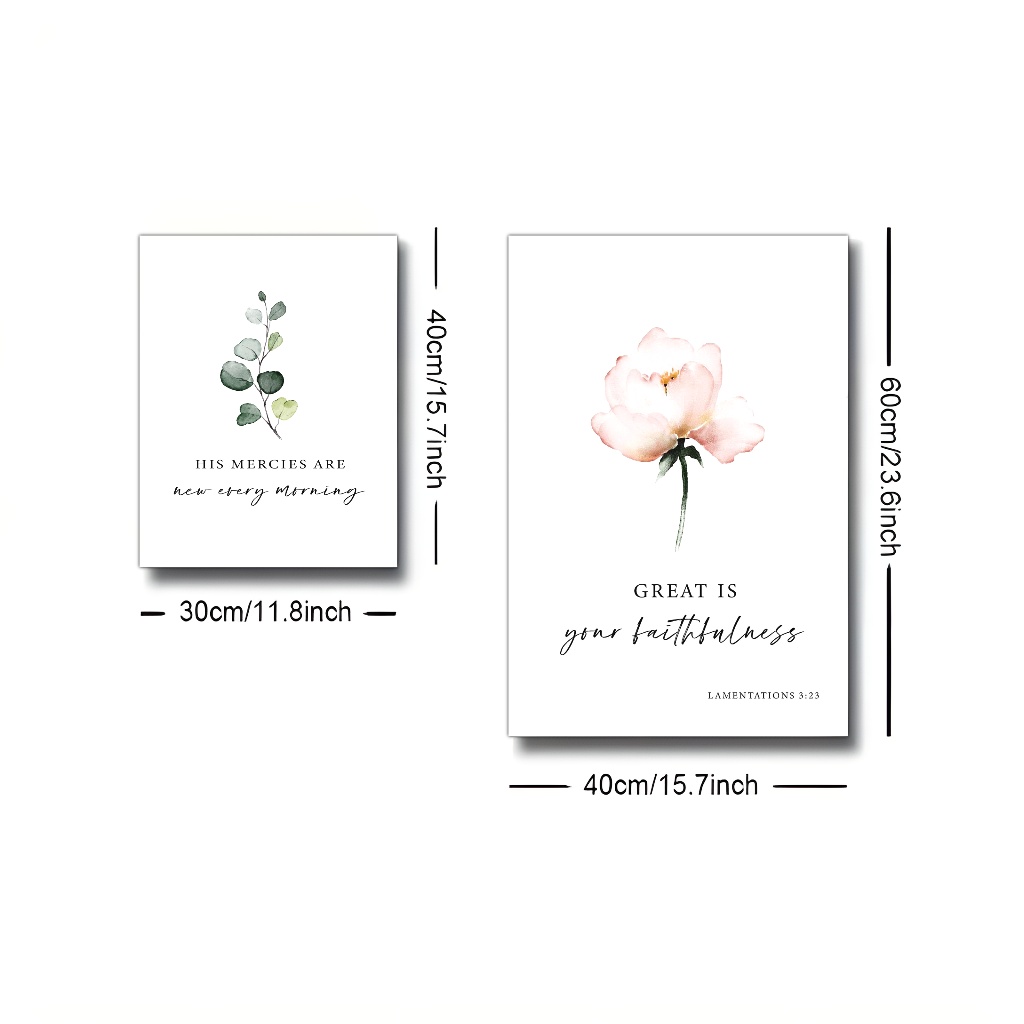 HIS MERCIES ARE
new every morning
40cm/15.7inch
30cm/11.8inch
GREAT IS
your faithfulness
LAMENTATIONS 3:23
60cm/23.6inch
40cm/15.7inch